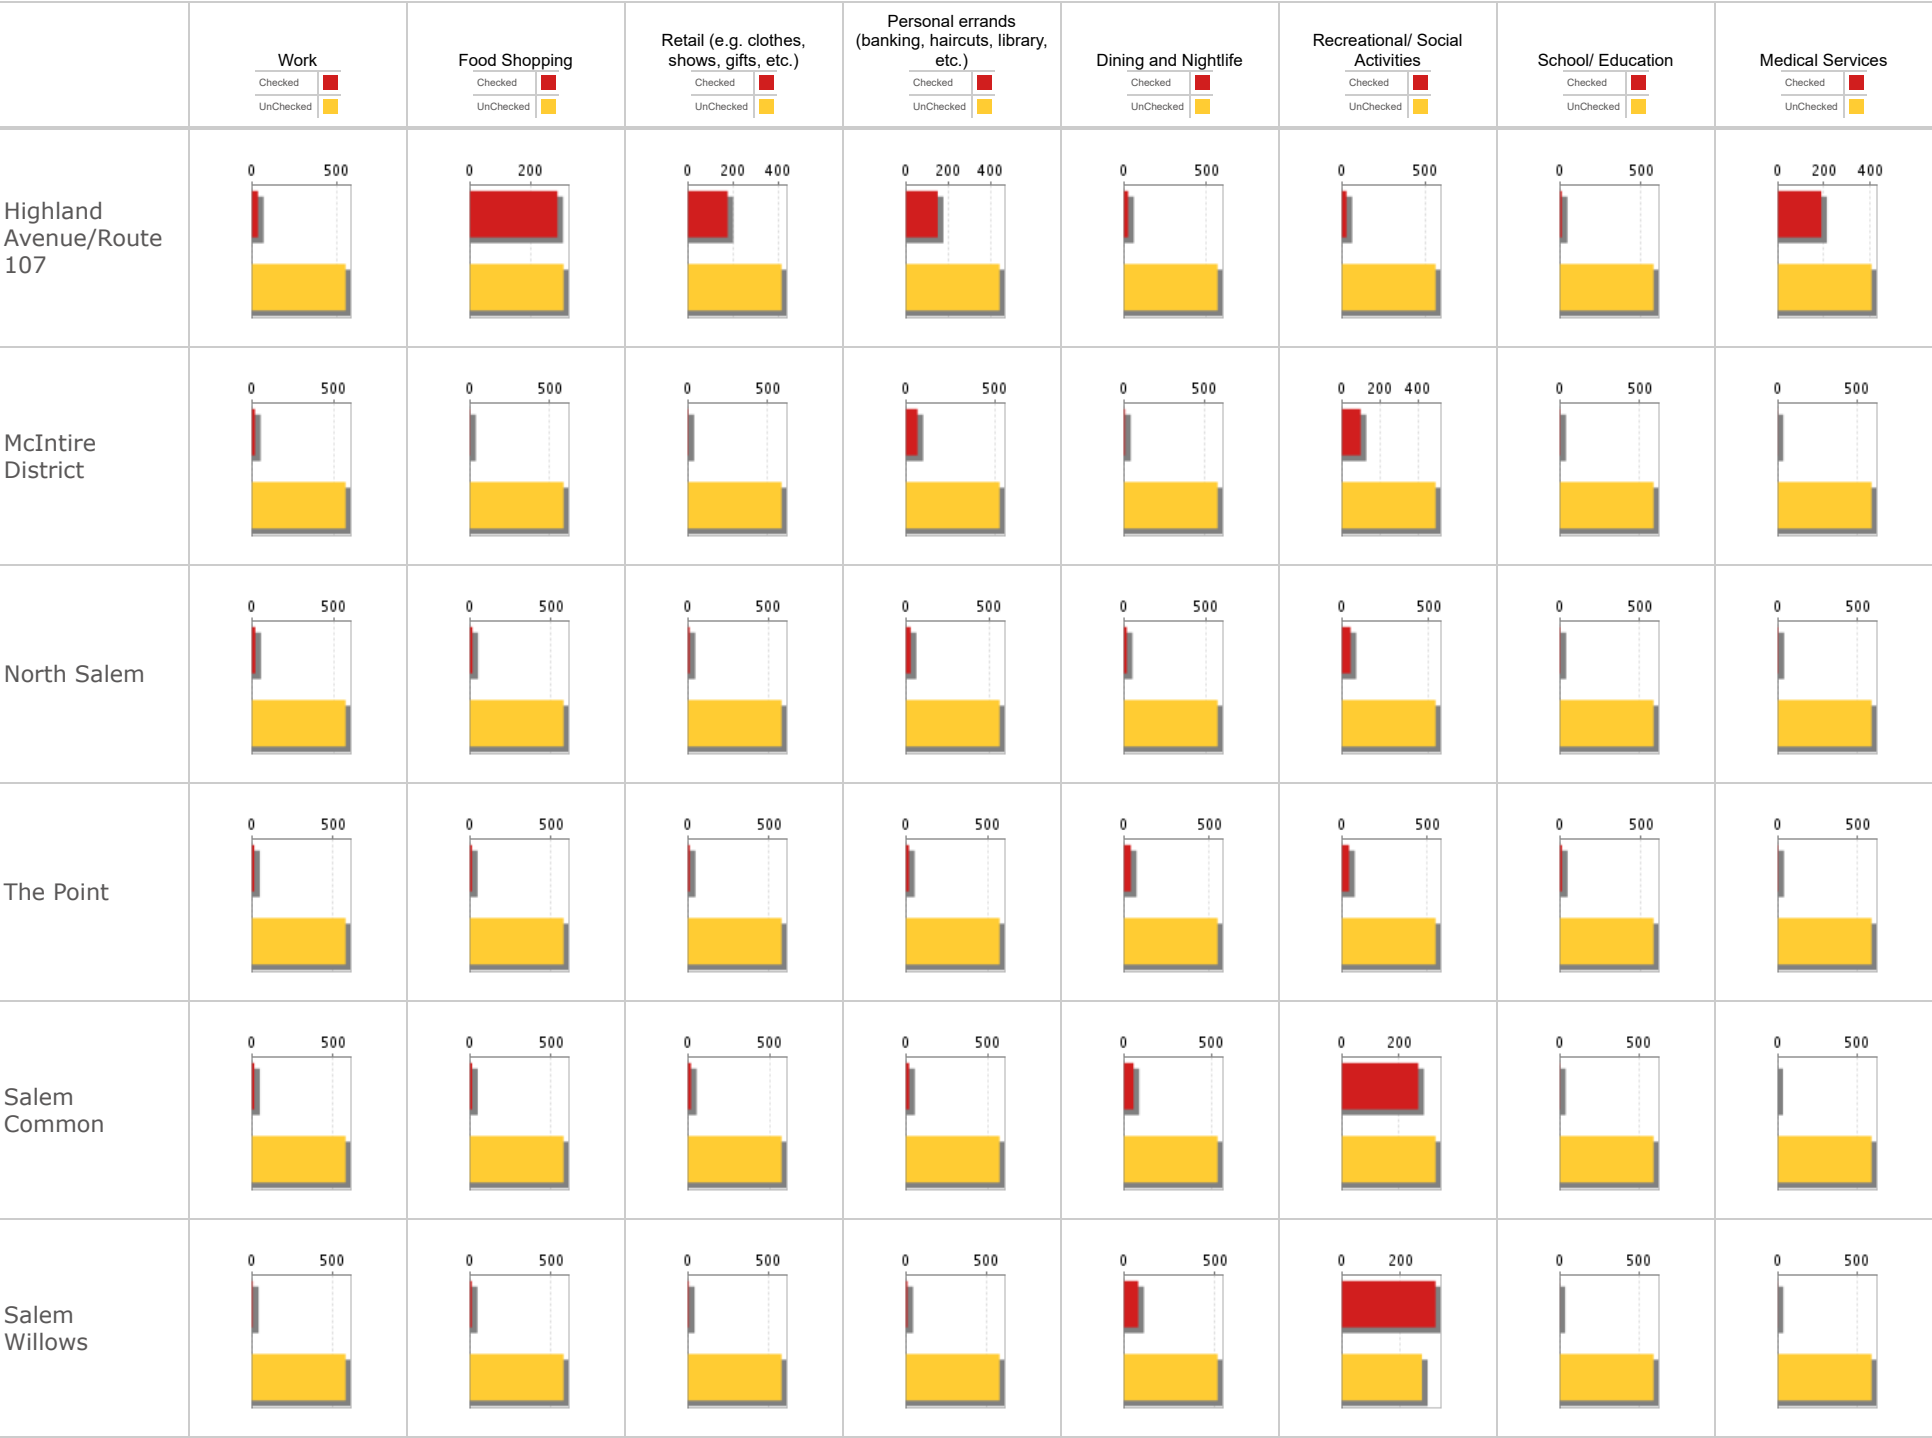 Work
Checked
UnChecked
Food Shopping
Checked
UnChecked
Retail (e.g. clothes,
shows, gifts, etc.)
Checked
UnChecked
Personal errands
(banking, haircuts, library,
etc.)
Checked
UnChecked
Dining and Nightlife
Checked
UnChecked
Recreational/ Social
Activities
Checked
UnChecked
School/ Education
Checked
UnChecked
Medical Services
Checked
UnChecked
Highland
Avenue/Route
107
0 500
0 200
0 200 400
0 200 400
0 500
0 500
0 500
0 200 400
McIntire
District
0 500
0 500
0 500
0 500
0 500
0 200 400
0 500
0 500
North Salem
0 500
0 500
0 500
0 500
0 500
0 500
0 500
0 500
The Point
0 500
0 500
0 500
0 500
0 500
0 500
0 500
0 500
Salem
Common
0 500
0 500
0 500
0 500
0 500
0 200
0 500
0 500
Salem
Willows
0 500
0 500
0 500
0 500
0 500
0 200
0 500
0 500